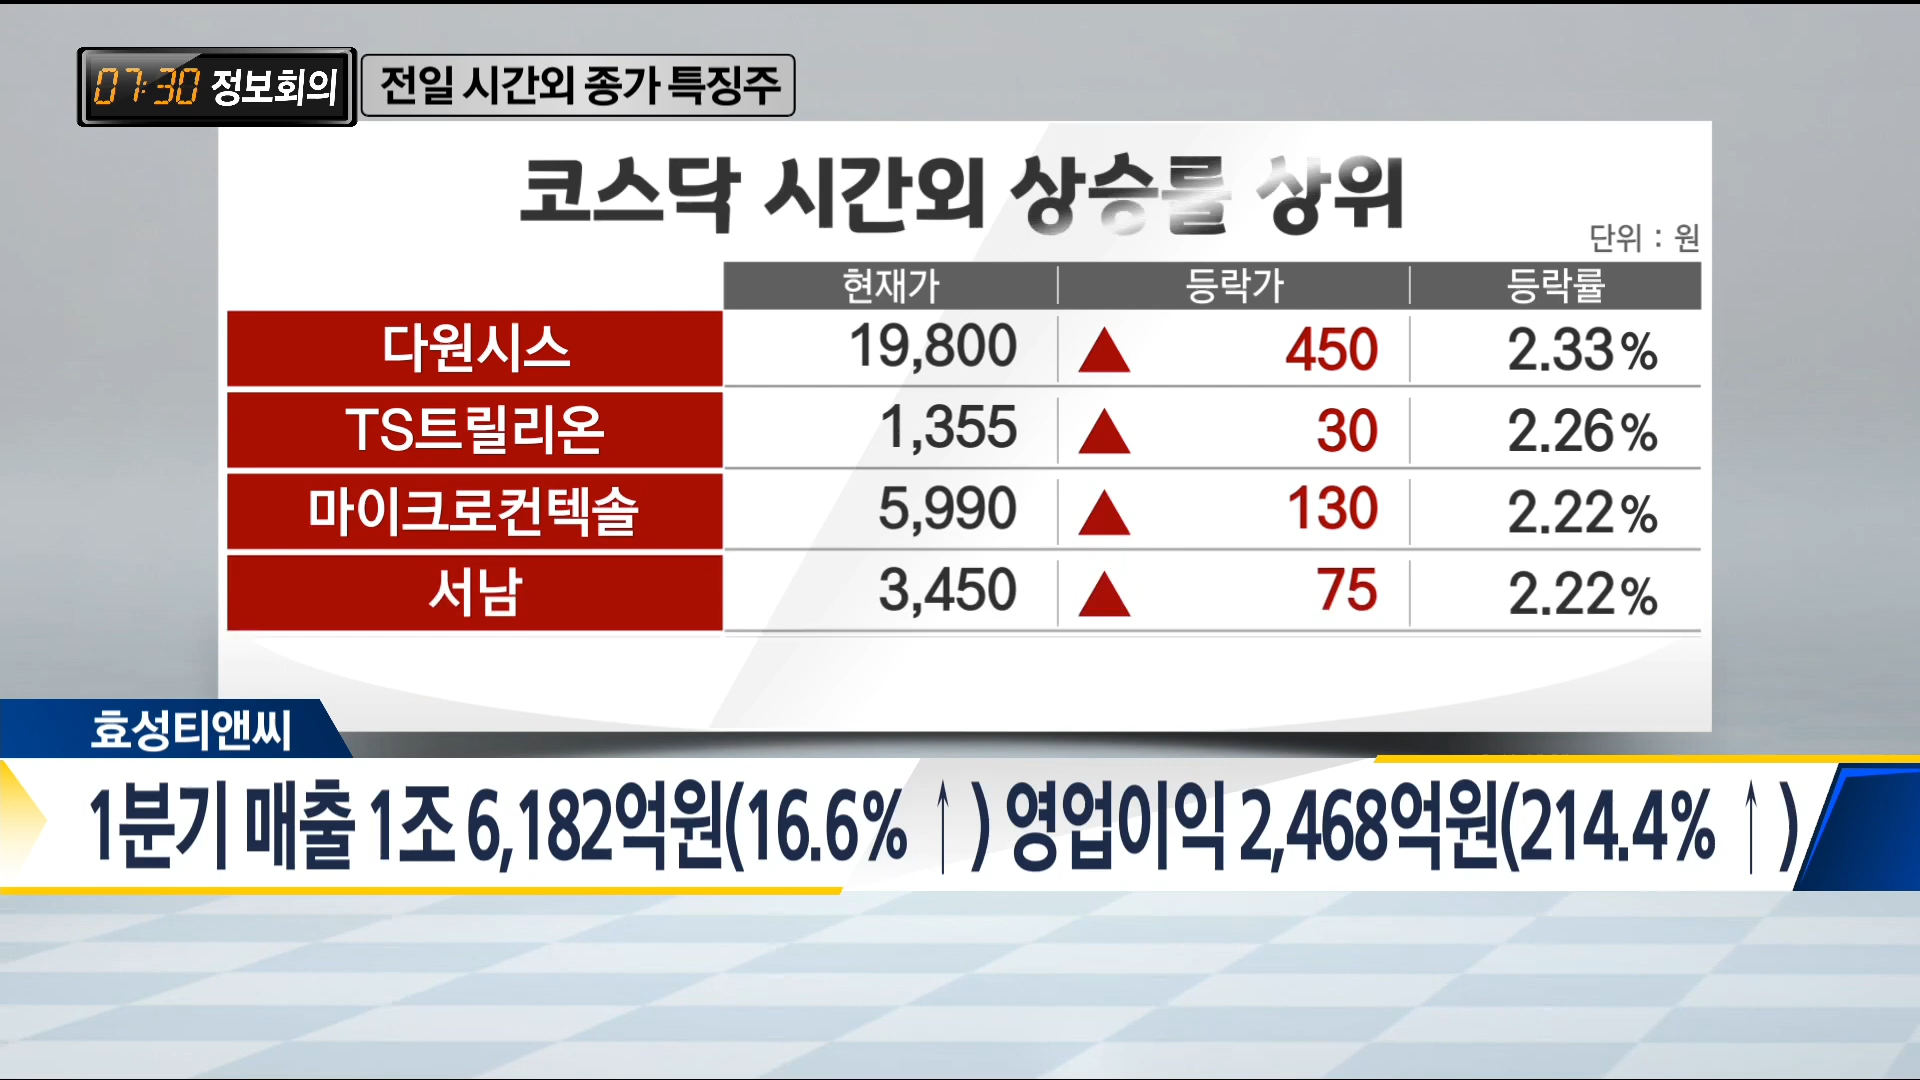 07:30 정보회의 전일 시간외 종가 특징주
코스닥 시간외 상승률 상위
단위 : 원
현재가 등락가 등락률
다원시스 19,800 ▲ 450 2.33%
TS트릴리온 1,355 ▲ 30 2.26%
마이크로컨텍솔 5,990 ▲ 130 2.22%
서남 3,450 ▲ 75 2.22%
효성티앤씨
1분기 매출 1조 6,182억원(16.6%↑) 영업이익 2,468억원(214.4%↑)